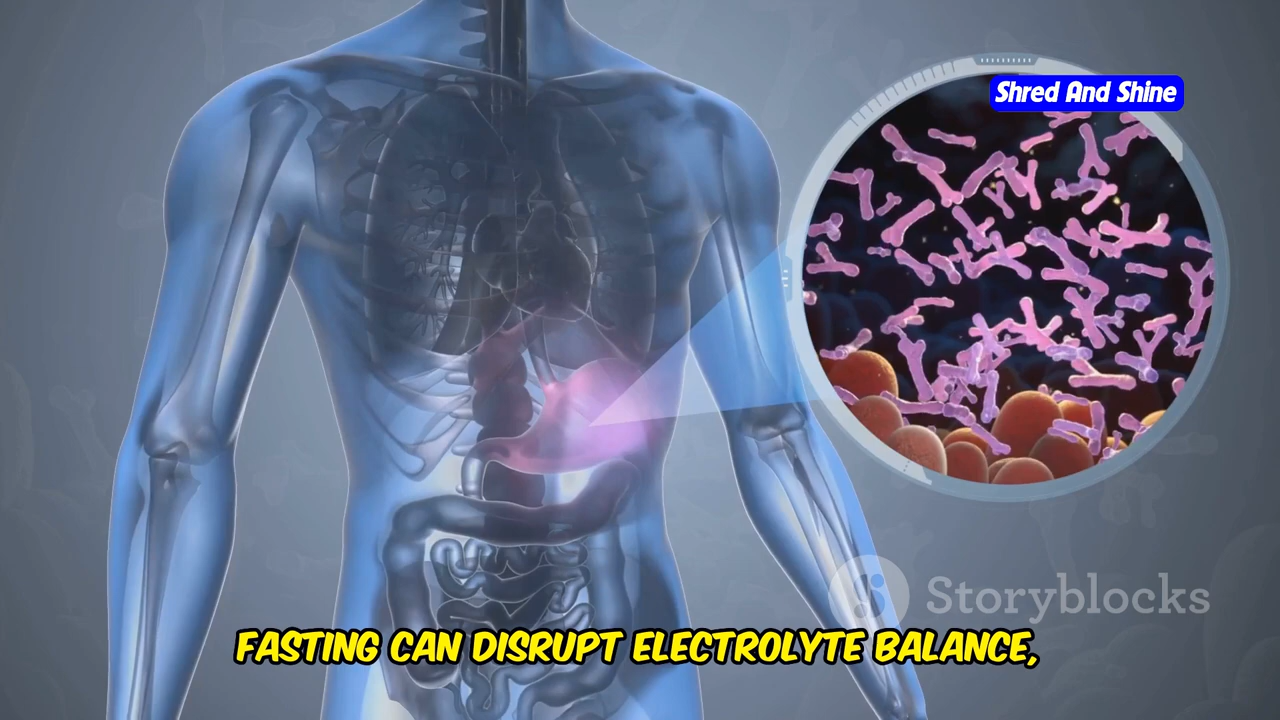 Shred And Shine
Storyblocks
FASTING CAN DISRUPT ELECTROLYTE BALANCE,